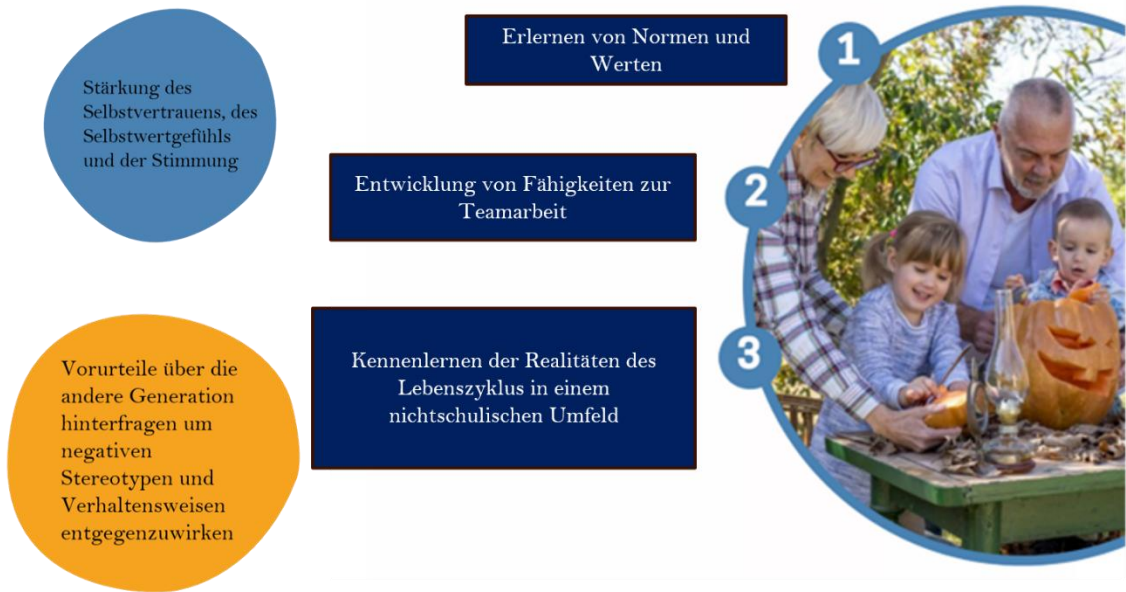 Stärkung des
Selbstvertrauens, des
Selbstwertgefühls
und der Stimmung
Vorurteile über die
andere Generation
hinterfragen um
negativen
Stereotypen und
Verhaltensweisen
entgegenzuwirken
Erlernen von Normen und
Werten
Entwicklung von Fähigkeiten zur
Teamarbeit
Kennenlernen der Realitäten des
Lebenszyklus in einem
nichtschulischen Umfeld
1
2
3